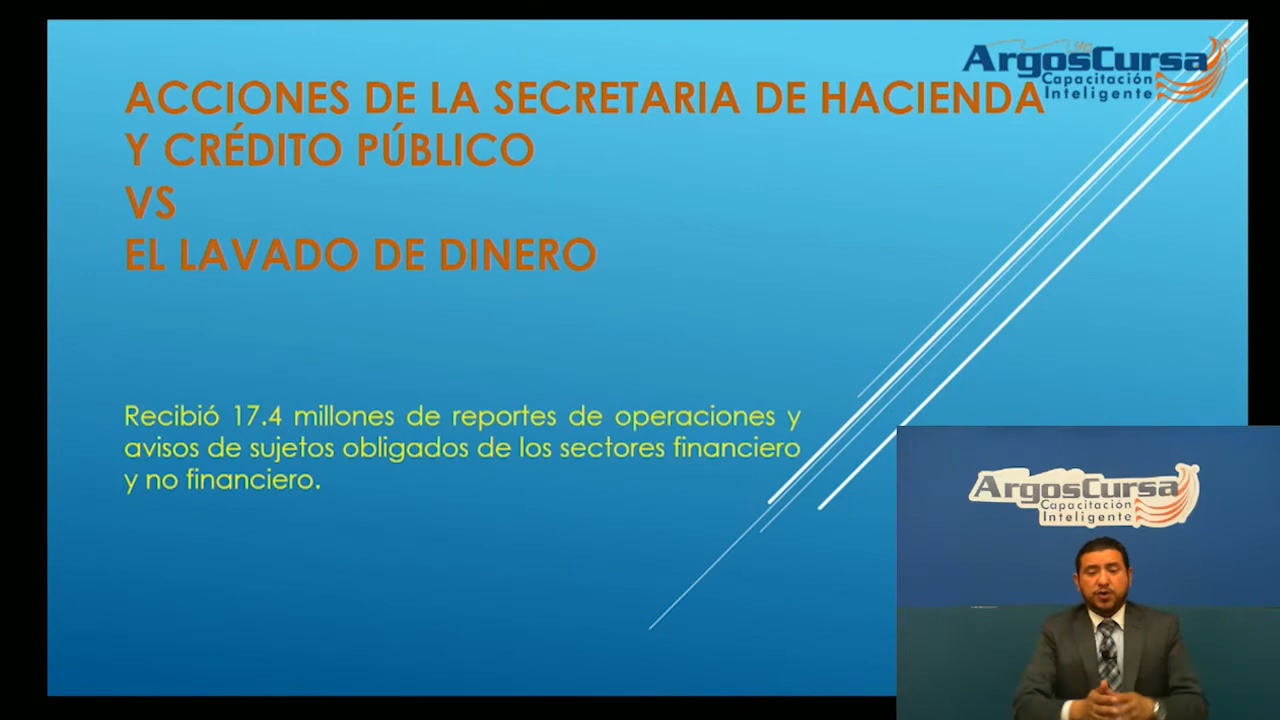 ArgosCursa
Capacitación
Inteligente
ACCIONES DE LA SECRETARIA DE HACIENDA
Y CRÉDITO PÚBLICO
VS
EL LAVADO DE DINERO
Recibió 17.4 millones de reportes de operaciones y
avisos de sujetos obligados de los sectores financiero
y no financiero.
ArgosCursa
Capacitación
Inteligente